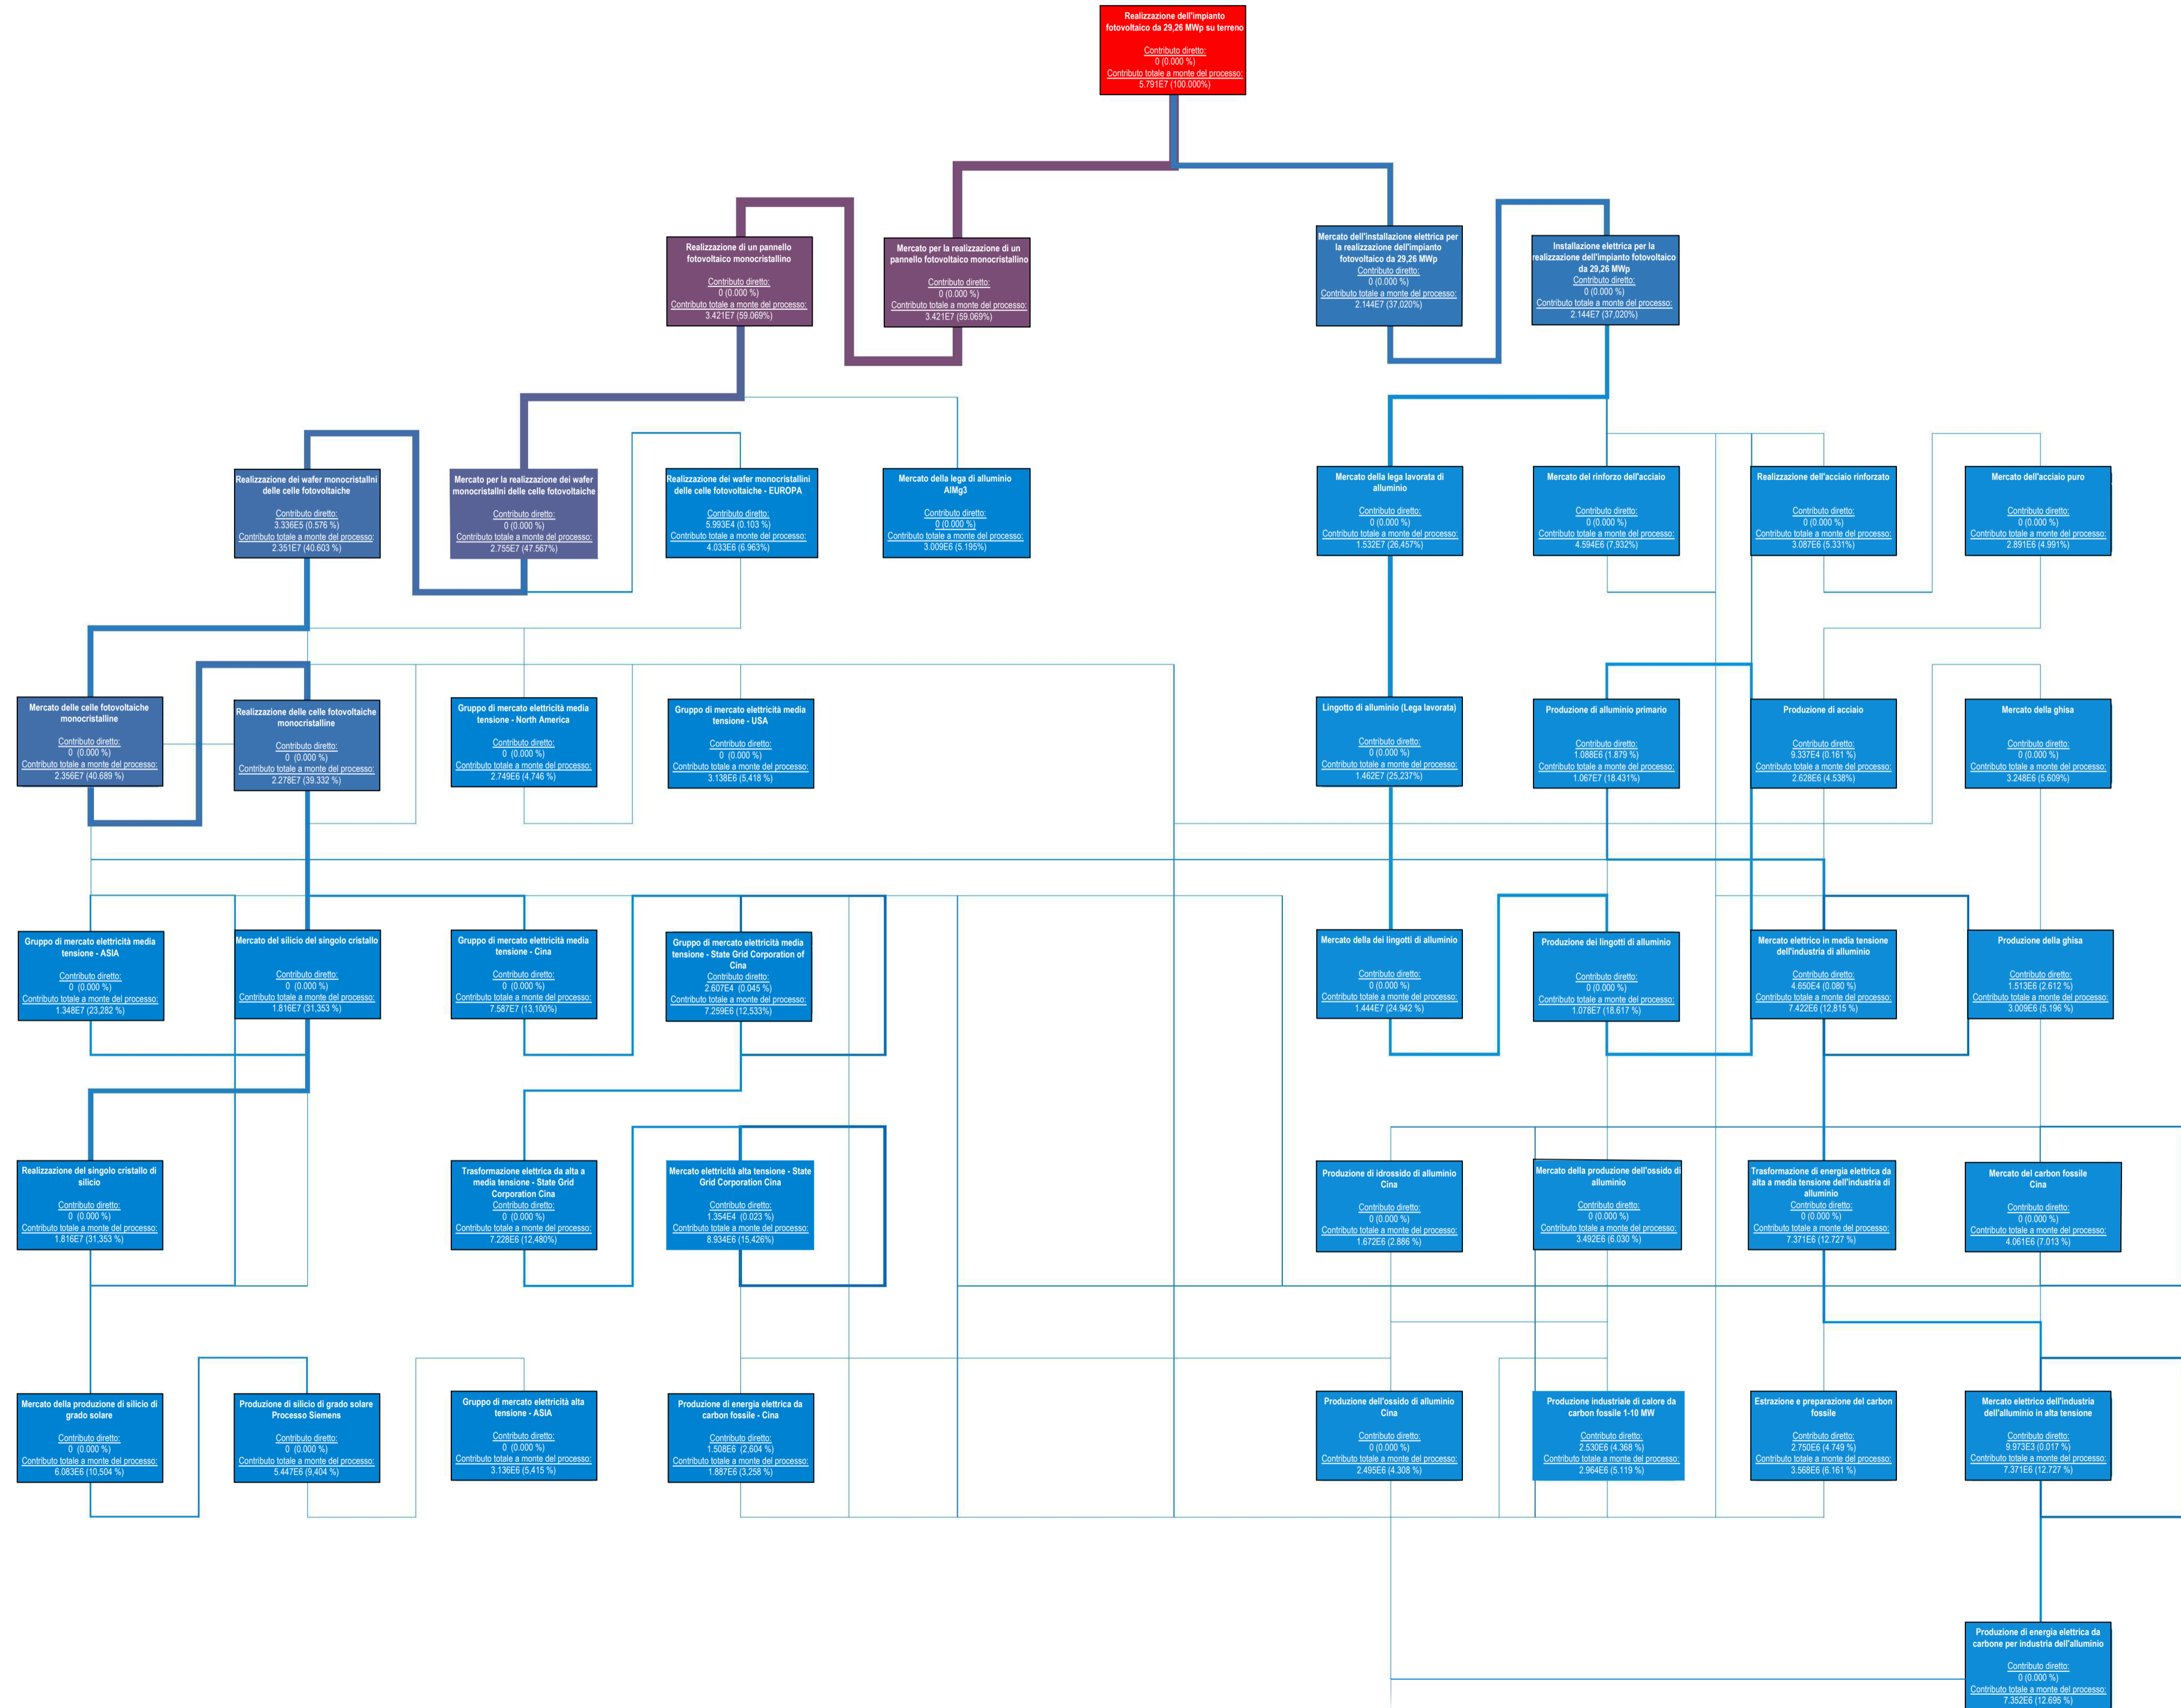 Realizzazione dell'impianto
fotovoltaico da 29,26 MWp su terreno
Contributo diretto:
0 (0.000 %)
Contributo totale a monte del processo:
5.791E7 (100.000%)
Realizzazione di un pannello
fotovoltaico monocristallino
Contributo diretto:
0 (0.000 %)
Contributo totale a monte del processo:
3.421E7 (59.069%)
Mercato per la realizzazione di un
pannello fotovoltaico monocristallino
Contributo diretto:
0 (0.000 %)
Contributo totale a monte del processo:
3.421E7 (59.069%)
Mercato dell'installazione elettrica per
la realizzazione dell'impianto
fotovoltaico da 29,26 MWp
Contributo diretto:
0 (0.000 %)
Contributo totale a monte del processo:
2.144E7 (37,020%)
Installazione elettrica per la
realizzazione dell'impianto fotovoltaico
da 29,26 MWp
Contributo diretto:
0 (0.000 %)
Contributo totale a monte del processo:
2.144E7 (37,020%)
Realizzazione dei wafer monocristallni
delle celle fotovoltaiche
Contributo diretto:
3.336E5 (0.576 %)
Contributo totale a monte del processo:
2.351E7 (40.603 %)
Mercato per la realizzazione dei wafer
monocristallni delle celle fotovoltaiche
Contributo diretto:
0 (0.000 %)
Contributo totale a monte del processo:
2.755E7 (47.567%)
Realizzazione dei wafer monocristallini
delle celle fotovoltaiche - EUROPA
Contributo diretto:
5.993E4 (0.103 %)
Contributo totale a monte del processo:
4.033E6 (6.963%)
Mercato della lega di alluminio
AlMg3
Contributo diretto:
0 (0.000 %)
Contributo totale a monte del processo:
3.009E6 (5.195%)
Mercato della lega lavorata di
alluminio
Contributo diretto:
0 (0.000 %)
Contributo totale a monte del processo:
1.532E7 (26,457%)
Mercato del rinforzo dell'acciaio
Contributo diretto:
0 (0.000 %)
Contributo totale a monte del processo:
4.594E6 (7,932%)
Realizzazione dell'acciaio rinforzato
Contributo diretto:
0 (0.000 %)
Contributo totale a monte del processo:
3.087E6 (5.331%)
Mercato dell'acciaio puro
Contributo diretto:
0 (0.000 %)
Contributo totale a monte del processo:
2.891E6 (4.991%)
Mercato delle celle fotovoltaiche
monocristalline
Contributo diretto:
0 (0.000 %)
Contributo totale a monte del processo:
2.356E7 (40.689 %)
Realizzazione delle celle fotovoltaiche
monocristalline
Contributo diretto:
0 (0.000 %)
Contributo totale a monte del processo:
2.278E7 (39.332 %)
Gruppo di mercato elettricità media
tensione - North America
Contributo diretto:
0 (0.000 %)
Contributo totale a monte del processo:
2.749E6 (4,746 %)
Gruppo di mercato elettricità media
tensione - USA
Contributo diretto:
0 (0.000 %)
Contributo totale a monte del processo:
3.138E6 (5,418 %)
Lingotto di alluminio (Lega lavorata)
Contributo diretto:
0 (0.000 %)
Contributo totale a monte del processo:
1.462E7 (25,237%)
Produzione di alluminio primario
Contributo diretto:
1.088E6 (1.879 %)
Contributo totale a monte del processo:
1.067E7 (18.431%)
Produzione di acciaio
Contributo diretto:
9.337E4 (0.161 %)
Contributo totale a monte del processo:
2.628E6 (4.538%)
Mercato della ghisa
Contributo diretto:
0 (0.000 %)
Contributo totale a monte del processo:
3.248E6 (5.609%)
Gruppo di mercato elettricità media
tensione - ASIA
Contributo diretto:
0 (0.000 %)
Contributo totale a monte del processo:
1.348E7 (23,282 %)
Mercato del silicio del singolo cristallo
Contributo diretto:
0 (0.000 %)
Contributo totale a monte del processo:
1.816E7 (31,353 %)
Gruppo di mercato elettricità media
tensione - Cina
Contributo diretto:
0 (0.000 %)
Contributo totale a monte del processo:
7.587E7 (13,100%)
Gruppo di mercato elettricità media
tensione - State Grid Corporation of
Cina
Contributo diretto:
2.607E4 (0.045 %)
Contributo totale a monte del processo:
7.259E6 (12,533%)
Mercato della dei lingotti di alluminio
Contributo diretto:
0 (0.000 %)
Contributo totale a monte del processo:
1.444E7 (24.942 %)
Produzione dei lingotti di alluminio
Contributo diretto:
0 (0.000 %)
Contributo totale a monte del processo:
1.078E7 (18.617 %)
Mercato elettrico in media tensione
dell'industria di alluminio
Contributo diretto:
4.650E4 (0.080 %)
Contributo totale a monte del processo:
7.422E6 (12,815 %)
Produzione della ghisa
Contributo diretto:
1.513E6 (2.612 %)
Contributo totale a monte del processo:
3.009E6 (5.196 %)
Realizzazione del singolo cristallo di
silicio
Contributo diretto:
0 (0.000 %)
Contributo totale a monte del processo:
1.816E7 (31,353 %)
Trasformazione elettrica da alta a
media tensione - State Grid
Corporation Cina
Contributo diretto:
0 (0.000 %)
Contributo totale a monte del processo:
7.228E6 (12,480%)
Mercato elettricità alta tensione - State
Grid Corporation Cina
Contributo diretto:
1.354E4 (0.023 %)
Contributo totale a monte del processo:
8.934E6 (15,426%)
Produzione di idrossido di alluminio
Cina
Contributo diretto:
0 (0.000 %)
Contributo totale a monte del processo:
1.672E6 (2.886 %)
Mercato della produzione dell'ossido di
alluminio
Contributo diretto:
0 (0.000 %)
Contributo totale a monte del processo:
3.492E6 (6.030 %)
Trasformazione di energia elettrica da
alta a media tensione dell'industria di
alluminio
Contributo diretto:
0 (0.000 %)
Contributo totale a monte del processo:
7.371E6 (12.727 %)
Mercato del carbon fossile
Cina
Contributo diretto:
0 (0.000 %)
Contributo totale a monte del processo:
4.061E6 (7.013 %)
Mercato della produzione di silicio di
grado solare
Contributo diretto:
0 (0.000 %)
Contributo totale a monte del processo:
6.083E6 (10,504 %)
Produzione di silicio di grado solare
Processo Siemens
Contributo diretto:
0 (0.000 %)
Contributo totale a monte del processo:
5.447E6 (9,404 %)
Gruppo di mercato elettricità alta
tensione - ASIA
Contributo diretto:
0 (0.000 %)
Contributo totale a monte del processo:
3.136E6 (5,415 %)
Produzione di energia elettrica da
carbon fossile - Cina
Contributo diretto:
1.508E6 (2,604 %)
Contributo totale a monte del processo:
1.887E6 (3,258 %)
Produzione dell'ossido di alluminio
Cina
Contributo diretto:
0 (0.000 %)
Contributo totale a monte del processo:
2.495E6 (4.308 %)
Produzione industriale di calore da
carbon fossile 1-10 MW
Contributo diretto:
2.530E6 (4.368 %)
Contributo totale a monte del processo:
2.964E6 (5.119 %)
Estrazione e preparazione del carbon
fossile
Contributo diretto:
2.750E6 (4.749 %)
Contributo totale a monte del processo:
3.568E6 (6.161 %)
Mercato elettrico dell'industria
dell'alluminio in alta tensione
Contributo diretto:
9.973E3 (0.017 %)
Contributo totale a monte del processo:
7.371E6 (12.727 %)
Produzione di energia elettrica da
carbone per industria dell'alluminio
Contributo diretto:
0 (0.000 %)
Contributo totale a monte del processo:
7.352E6 (12.695 %)